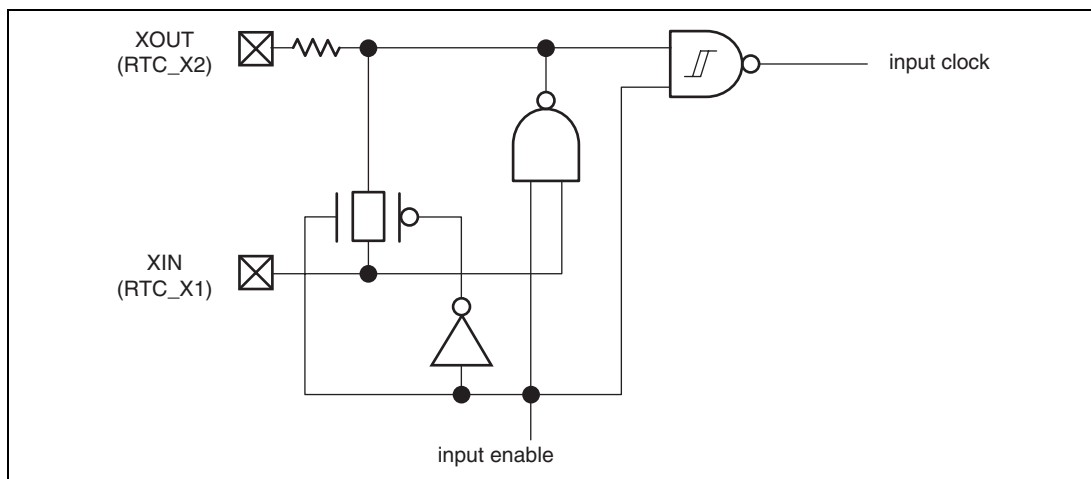 XOUT
(RTC_X2)
input clock
XIN
(RTC_X1)
input enable